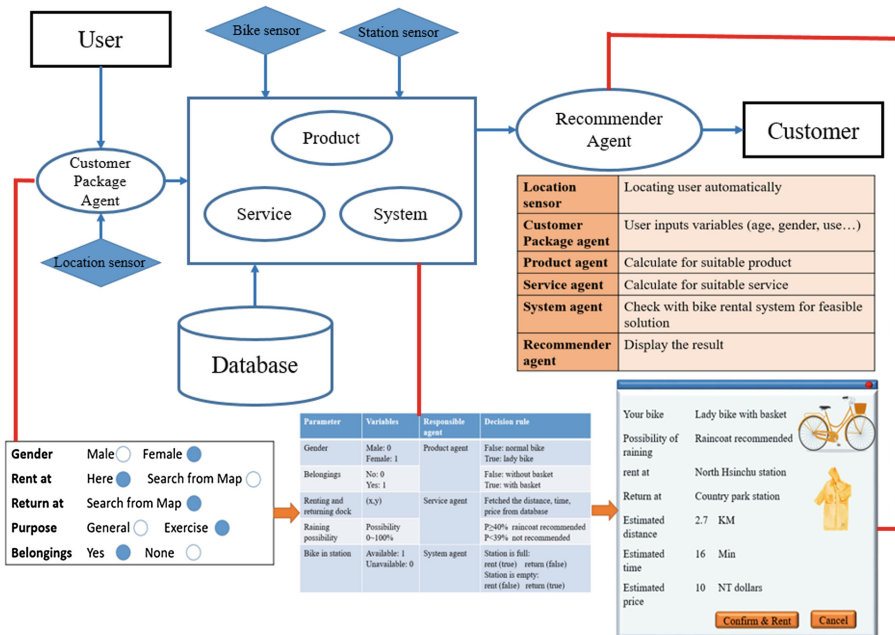 User
Bike sensor
Station sensor
Customer
Package
Agent
Location sensor
Product
Service
System
Database
Recommender
Agent
Customer
Location
sensor
Locating user automatically
Customer
Package agent
User inputs variables (age, gender, use…)
Product agent
Calculate for suitable product
Service agent
Calculate for suitable service
System agent
Check with bike rental system for feasible
solution
Recommender
agent
Display the result
Gender Male Female
Rent at Here Search from Map
Return at Search from Map
Purpose General Exercise
Belongings Yes None
Parameter Variables Responsible
agent Decision rule
Gender Male: 0
Female: 1
Product agent False: normal bike
True: lady bike
Belongings No: 0
Yes: 1
False: without basket
True: with basket
Renting and
returning dock
(x,y) Service agent Fetched the distance, time,
price from database
Raining
possibility
Possibility
0~100%
P≥40% raincoat recommended
P<39% not recommended
Bike in station Available: 1
Unavailable: 0
System agent Station is full:
rent (true) return (false)
Station is empty:
rent (false) return (true)
Your bike Lady bike with basket
Possibility of
raining
Raincoat recommended
rent at North Hsinchu station
Return at Country park station
Estimated
distance
2.7 KM
Estimated
time
16 Min
Estimated
price
10 NT dollars
Confirm & Rent Cancel